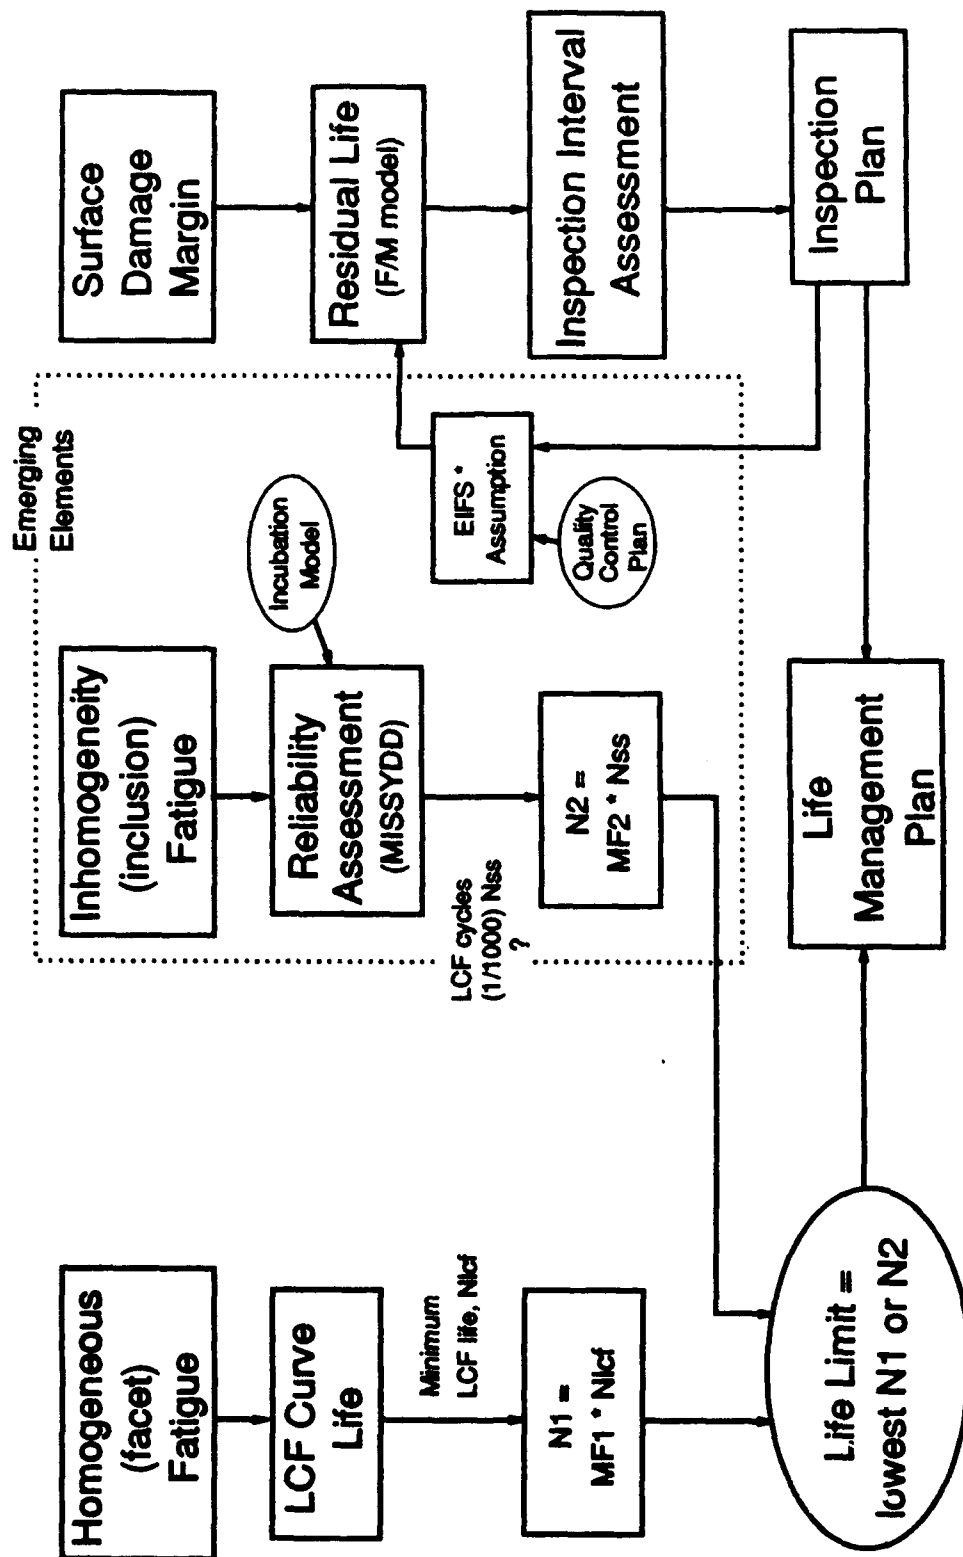 Homogeneous
(facet)
Fatigue
LCF Curve
Life
Minimum
LCF life, Nlcf
N1 =
MF1 * Nlcf
Life Limit =
lowest N1 or N2
Emerging
Elements
Inhomogeneity
(inclusion)
Fatigue
Incubation
Model
Reliability
Assessment
(MISSYDD)
LCF cycles
(1/1000) Nss
?
N2 =
MF2 * Nss
EIFS *
Assumption
Quality
Control
Plan
Life
Management
Plan
Surface
Damage
Margin
Residual Life
(F/M model)
Inspection Interval
Assessment
Inspection
Plan